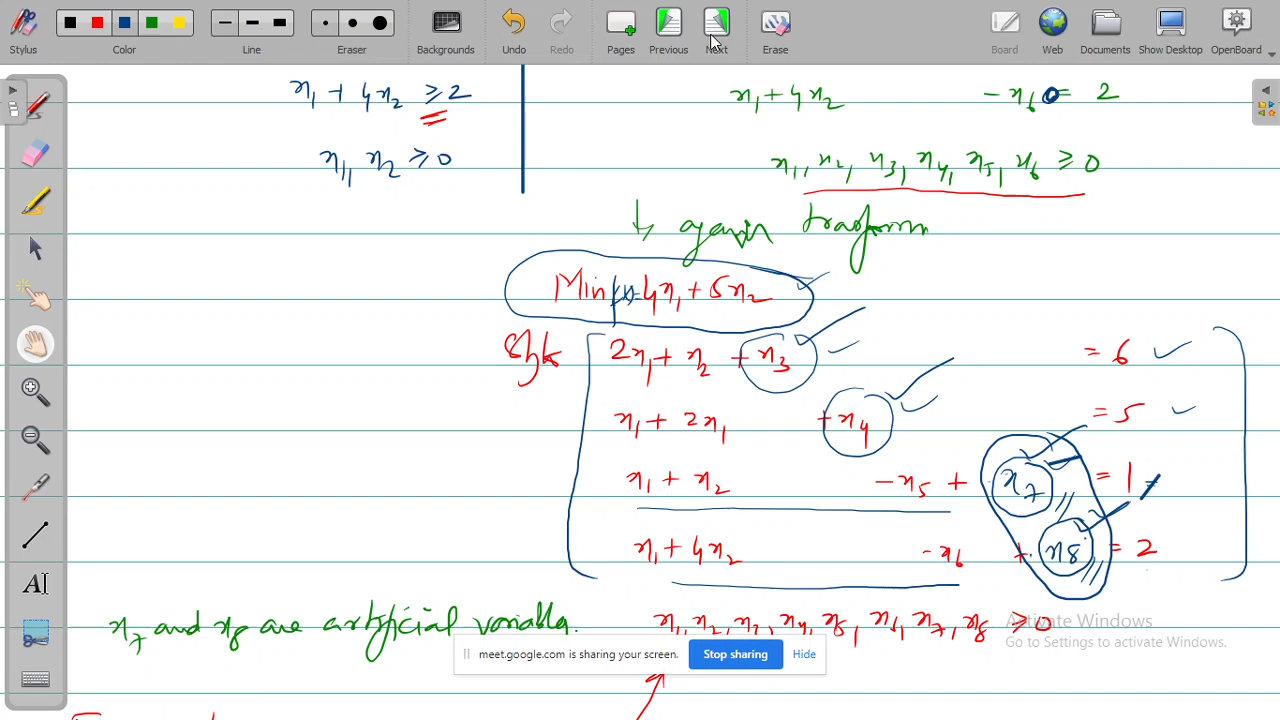 Stylus Color Line Eraser Backgrounds Undo Redo Pages Previous Next Erase Board Web Documents Show Desktop OpenBoard
x₁ + 4x₂ ≥ 2
x₁, x₂ ≥ 0
x₁ + 4x₂ - x₆ = 2
x₁, x₂, x₃, x₄, x₅, x₆ ≥ 0
↓ again transform
Min = 4x₁ + 5x₂
2x₁ + x₂ + x₃ = 6
x₁ + 2x₁ + x₄ = 5
x₁ + x₂ - x₅ + x₇ = 1
x₁ + 4x₂ - x₆ + x₈ = 2
x₇ and x₈ are artificial variables.
≥ 0
Activate Windows
Go to Settings to activate Windows.
meet.google.com is sharing your screen. Stop sharing Hide